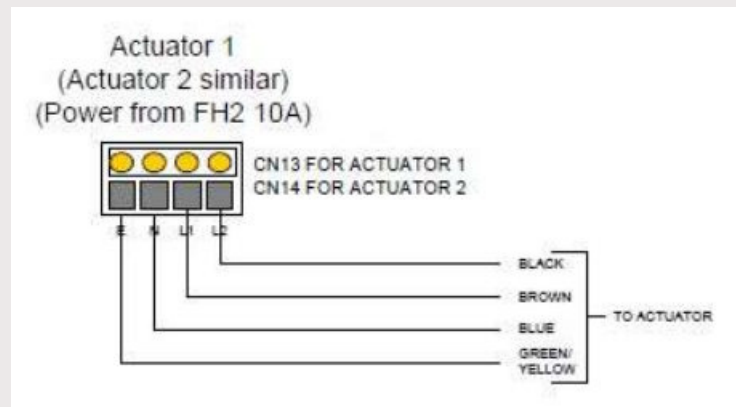 Actuator 1
(Actuator 2 similar)
(Power from FH2 10A)
CN13 FOR ACTUATOR 1
CN14 FOR ACTUATOR 2
E N L1 L2
BLACK
BROWN
TO ACTUATOR
BLUE
GREEN/
YELLOW